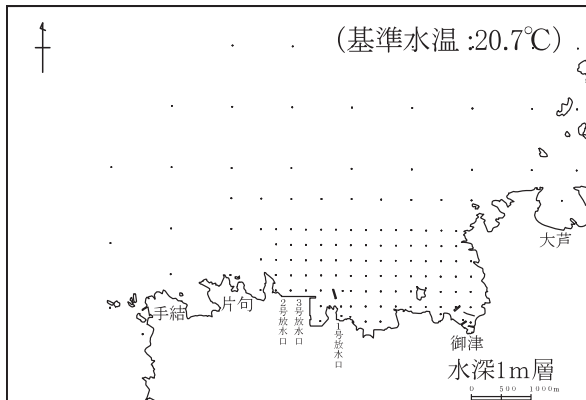 (基準水温:20.7℃)
大芦
手結
片句
2号放水口
3号放水口
1号放水口
御津
水深1m層
0 500 1000m